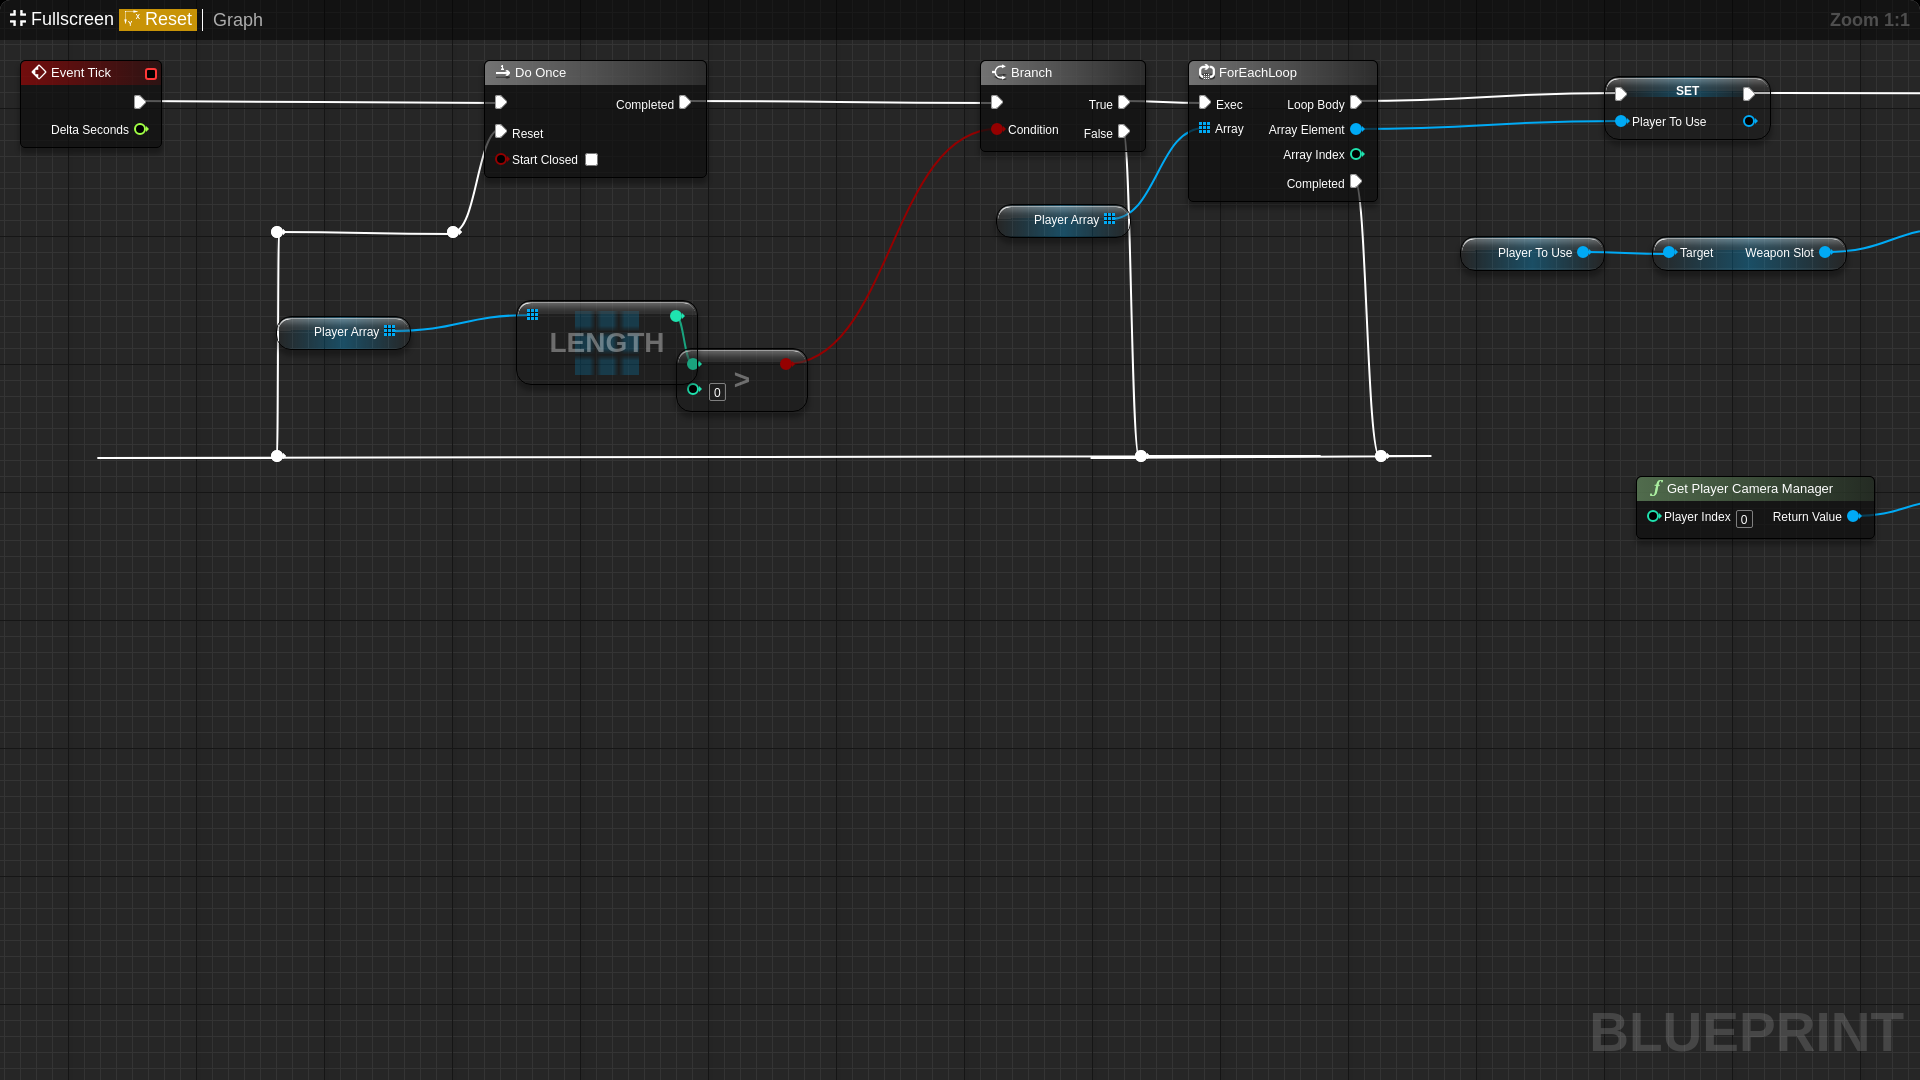 Fullscreen Reset Graph Zoom 1:1
Event Tick
Delta Seconds
Do Once
Completed
Reset
Start Closed
Branch
True
Condition
False
ForEachLoop
Exec
Loop Body
Array
Array Element
Array Index
Completed
SET
Player To Use
Player Array
Player To Use
Target
Weapon Slot
Player Array
LENGTH
>
0
Get Player Camera Manager
Player Index 0
Return Value
BLUEPRINT